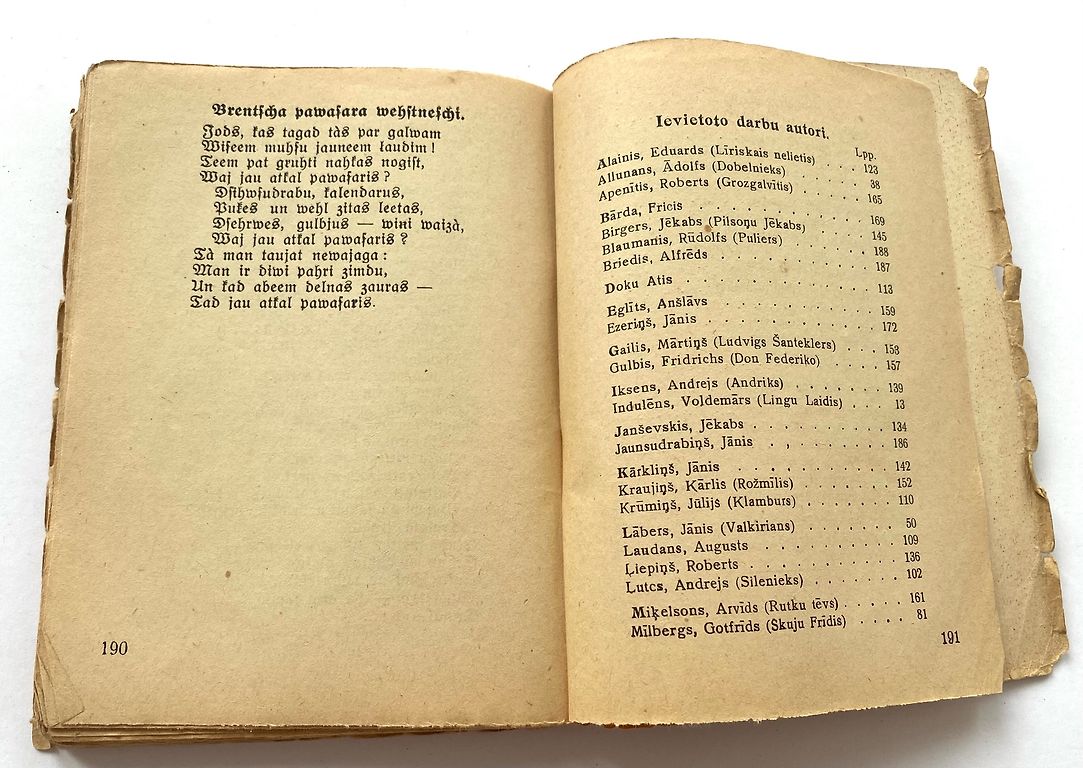 Brentſcha pawaſara wehſtneſchi.
Jods, kas tagad tàs par galwam
Wiſeem muhſu jauneem laudim!
Teem pat gruhti nahkas nogiſt,
Waj jau atkal pawaſaris?
Dſihwſudrabu, kalendarus,
Pukes un wehl zitas leetas,
Dſehrwes, gulbjus — wini waizà,
Waj jau atkal pawaſaris?
Tà man taujat newajaga:
Man ir diwi pahri zimdu,
Un kad abeem delnas zauras —
Tad jau atkal pawaſaris.
190
Ievietoto darbu autori.
Lpp.
Alainis, Eduards (Līriskais nelietis) . . . 123
Allunans, Ādolfs (Dobelnieks) . . . . 38
Apenītis, Roberts (Grozgalvītis) . . . . . 165
Bārda, Fricis . . . . . . . . . . 169
Birgers, Jēkabs (Pilsoņu Jēkabs) . . . . 145
Blaumanis, Rūdolfs (Puliers) . . . . . 188
Briedis, Alfrēds . . . . . . . . . 187
Doku Atis . . . . . . . . . . 113
Eglīts, Anšlāvs . . . . . . . . . 159
Ezeriņš, Jānis . . . . . . . . . 172
Gailis, Mārtiņš (Ludvigs Šanteklers) . . . 158
Gulbis, Fridrichs (Don Federiko) . . . . 157
Iksens, Andrejs (Andriks) . . . . . . 139
Indulēns, Voldemārs (Lingu Laidis) . . . 13
Janševskis, Jēkabs . . . . . . . . 134
Jaunsudrabiņš, Jānis . . . . . . . 186
Kārkliņš, Jānis . . . . . . . . . 142
Kraujiņš, Kārlis (Rožmīlis) . . . . . . 152
Krūmiņš, Jūlijs (Klamburs) . . . . . . 110
Lābers, Jānis (Valkirians) . . . . . . 50
Laudans, Augusts . . . . . . . . 109
Ļiepiņš, Roberts . . . . . . . . 136
Lutes, Andrejs (Silenieks) . . . . . . 102
Miķelsons, Arvīds (Rutku tēvs) . . . . . 161
Mīlbergs, Gotfrīds (Skuju Frīdis) . . . . 81
191